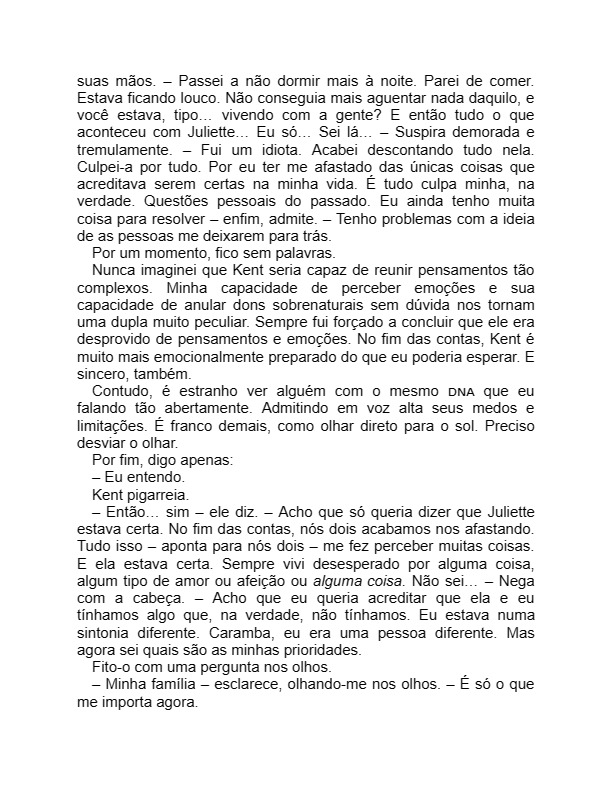 suas mãos. – Passei a não dormir mais à noite. Parei de comer.
Estava ficando louco. Não conseguia mais aguentar nada daquilo, e
você estava, tipo… vivendo com a gente? E então tudo o que
aconteceu com Juliette… Eu só… Sei lá… – Suspira demorada e
tremulamente. – Fui um idiota. Acabei descontando tudo nela.
Culpei-a por tudo. Por eu ter me afastado das únicas coisas que
acreditava serem certas na minha vida. É tudo culpa minha, na
verdade. Questões pessoais do passado. Eu ainda tenho muita
coisa para resolver – enfim, admite. – Tenho problemas com a ideia
de as pessoas me deixarem para trás.
Por um momento, fico sem palavras.
Nunca imaginei que Kent seria capaz de reunir pensamentos tão
complexos. Minha capacidade de perceber emoções e sua
capacidade de anular dons sobrenaturais sem dúvida nos tornam
uma dupla muito peculiar. Sempre fui forçado a concluir que ele era
desprovido de pensamentos e emoções. No fim das contas, Kent é
muito mais emocionalmente preparado do que eu poderia esperar. E
sincero, também.
Contudo, é estranho ver alguém com o mesmo DNA que eu
falando tão abertamente. Admitindo em voz alta seus medos e
limitações. É franco demais, como olhar direto para o sol. Preciso
desviar o olhar.
Por fim, digo apenas:
– Eu entendo.
Kent pigarreia.
– Então… sim – ele diz. – Acho que só queria dizer que Juliette
estava certa. No fim das contas, nós dois acabamos nos afastando.
Tudo isso – aponta para nós dois – me fez perceber muitas coisas.
E ela estava certa. Sempre vivi desesperado por alguma coisa,
algum tipo de amor ou afeição ou alguma coisa. Não sei… – Nega
com a cabeça. – Acho que eu queria acreditar que ela e eu
tínhamos algo que, na verdade, não tínhamos. Eu estava numa
sintonia diferente. Caramba, eu era uma pessoa diferente. Mas
agora sei quais são as minhas prioridades.
Fito-o com uma pergunta nos olhos.
– Minha família – esclarece, olhando-me nos olhos. – É só o que
me importa agora.